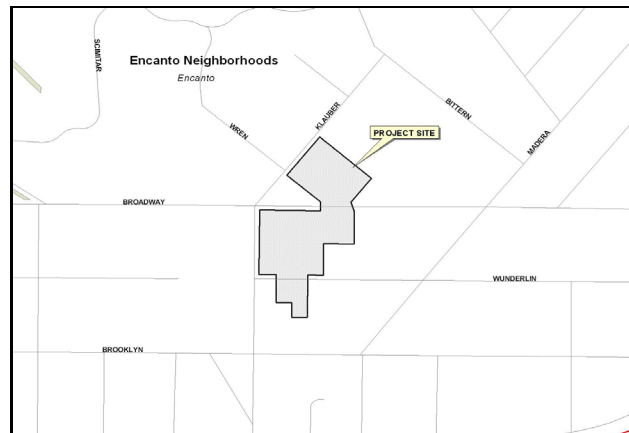 SCIMITAR
Encanto Neighborhoods
Encanto
KLAUBER
BITTERN
WREN
PROJECT SITE
MADERA
BROADWAY
WUNDERLIN
BROOKLYN